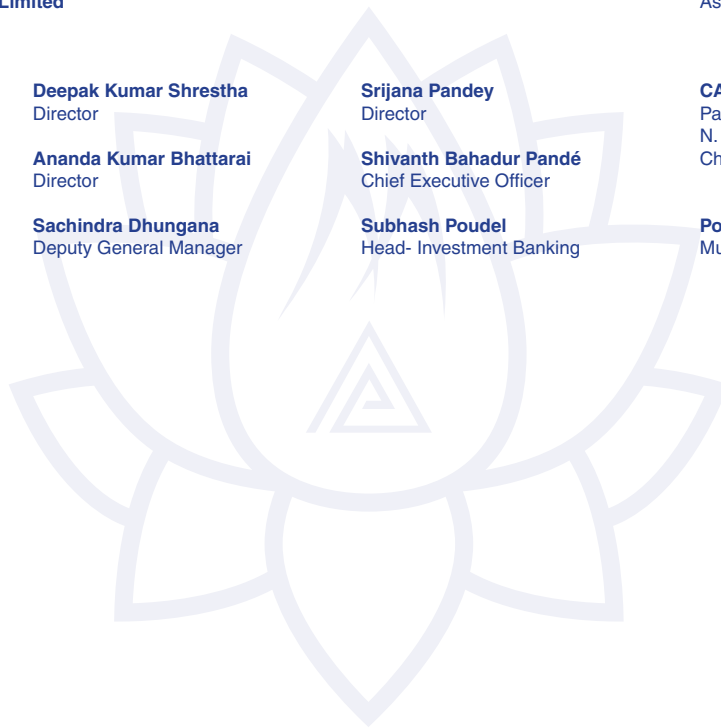 Limited
Deepak Kumar Shrestha
Director
Ananda Kumar Bhattarai
Director
Sachindra Dhungana
Deputy General Manager
Srijana Pandey
Director
Shivanth Bahadur Pandé
Chief Executive Officer
Subhash Poudel
Head- Investment Banking
CA
N.